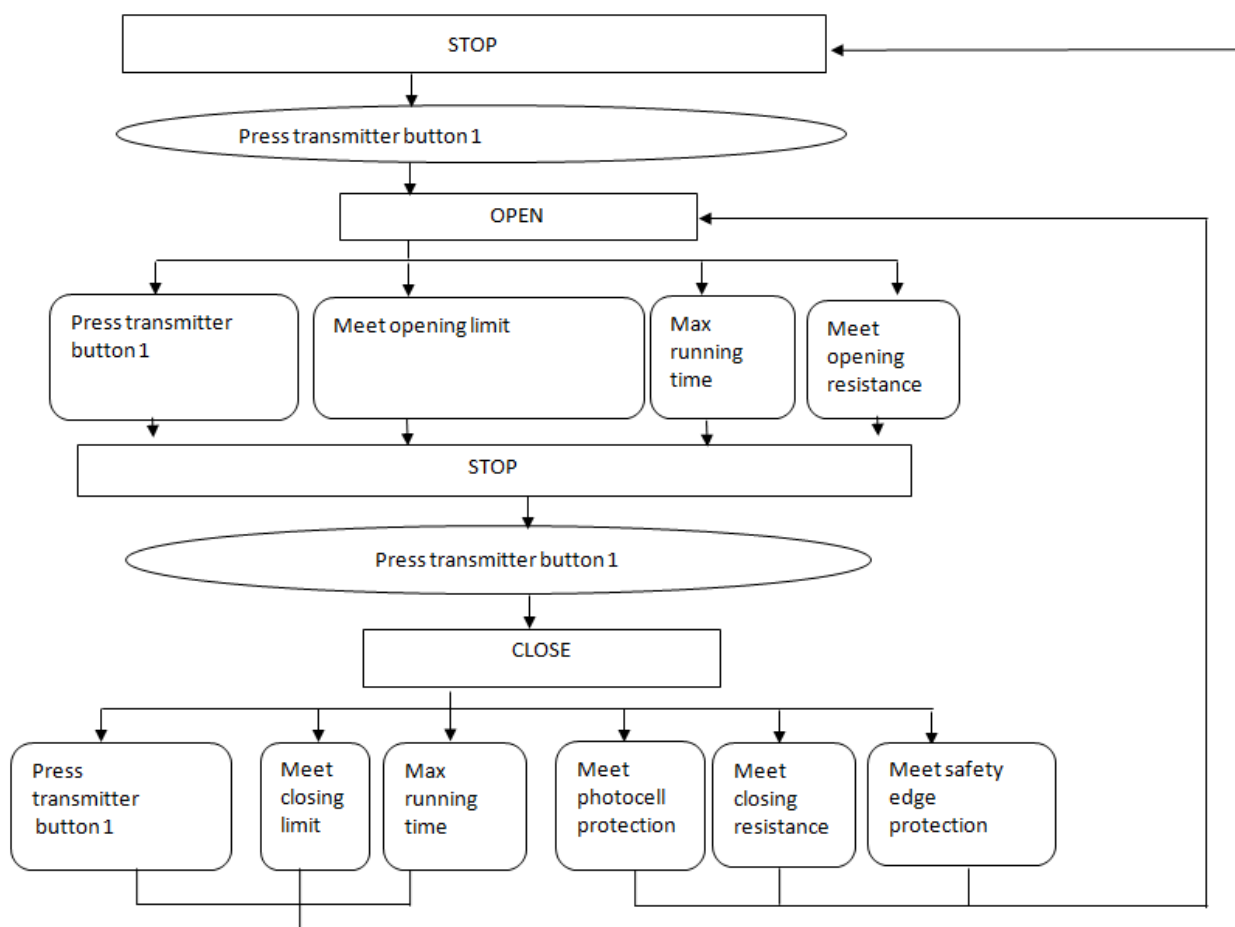 STOP
Press transmitter button 1
OPEN
Press transmitter
button 1
Meet opening limit
Max
running
time
Meet
opening
resistance
STOP
Press transmitter button 1
CLOSE
Press
transmitter
button 1
Meet
closing
limit
Max
running
time
Meet
photocell
protection
Meet
closing
resistance
Meet safety
edge
protection